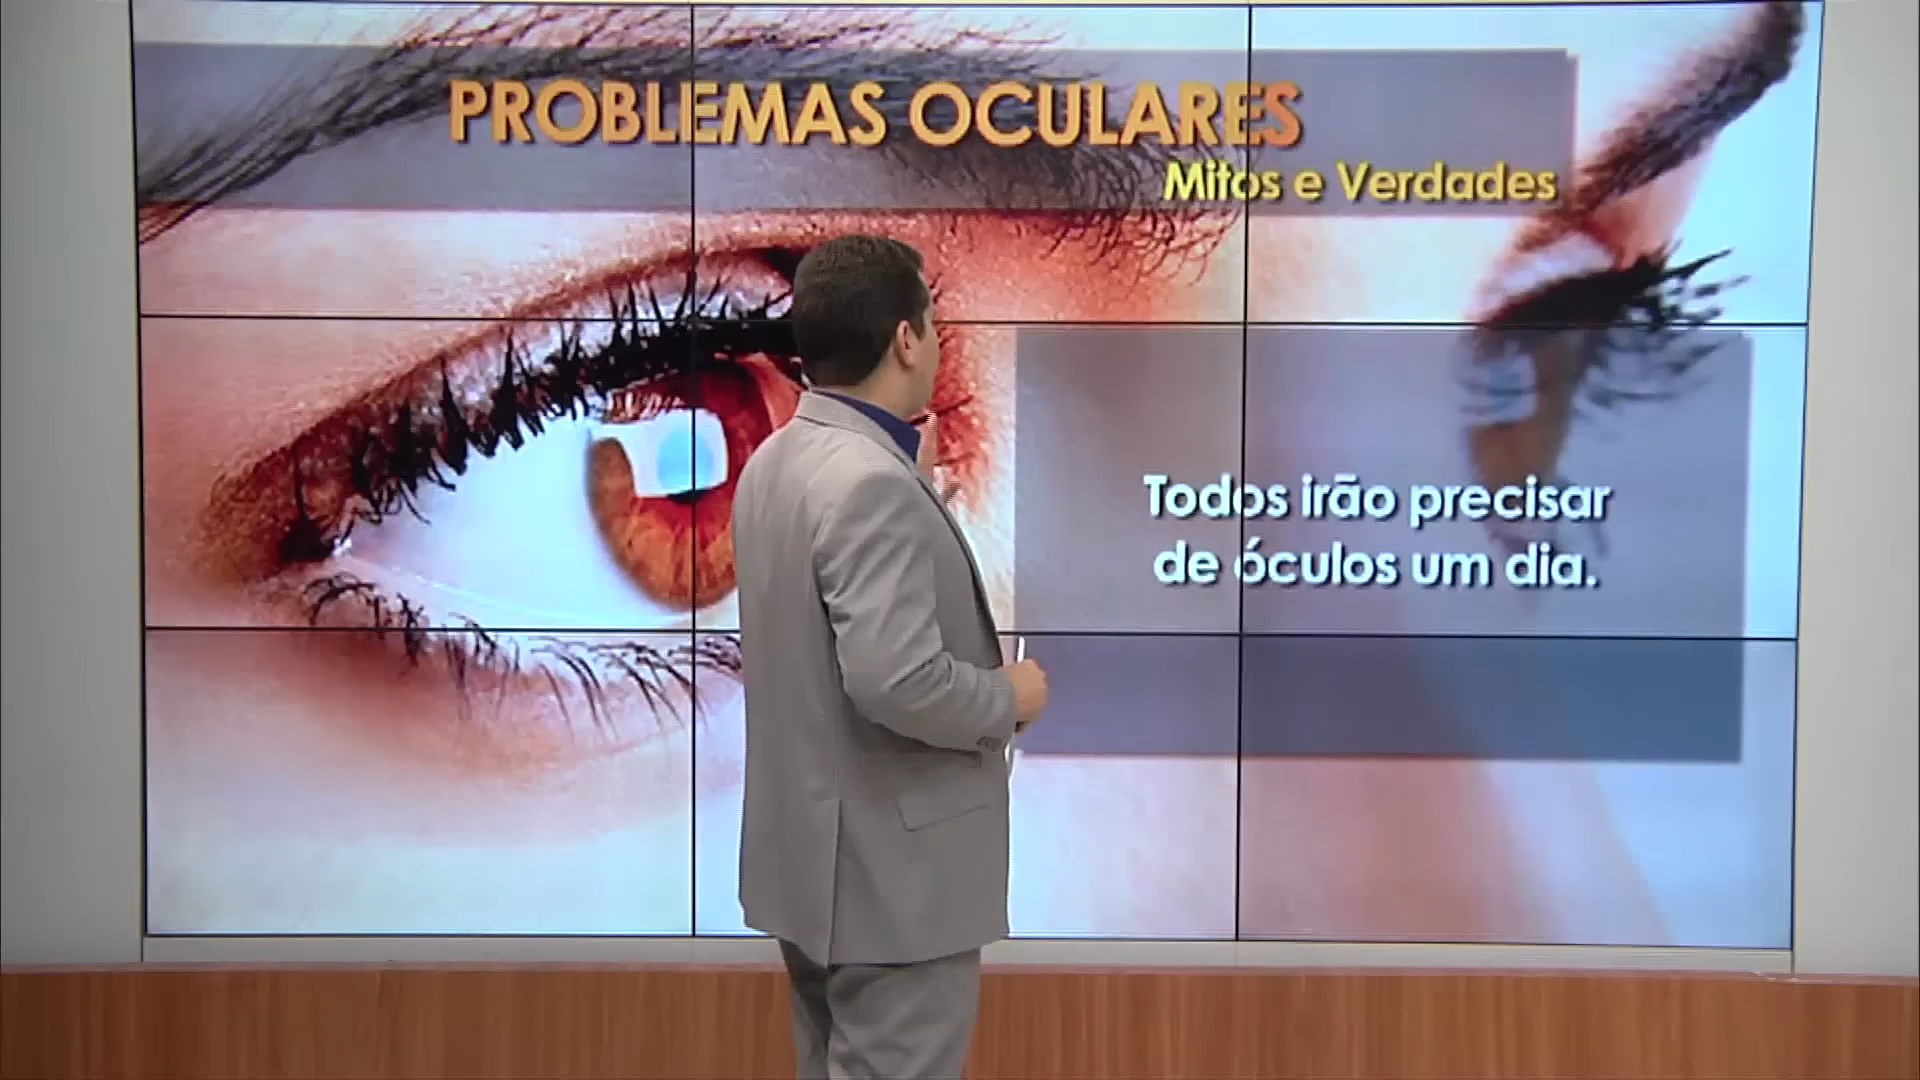 PROBLEMAS OCULARES
Mitos e Verdades
Todos irão precisar
de óculos um dia.